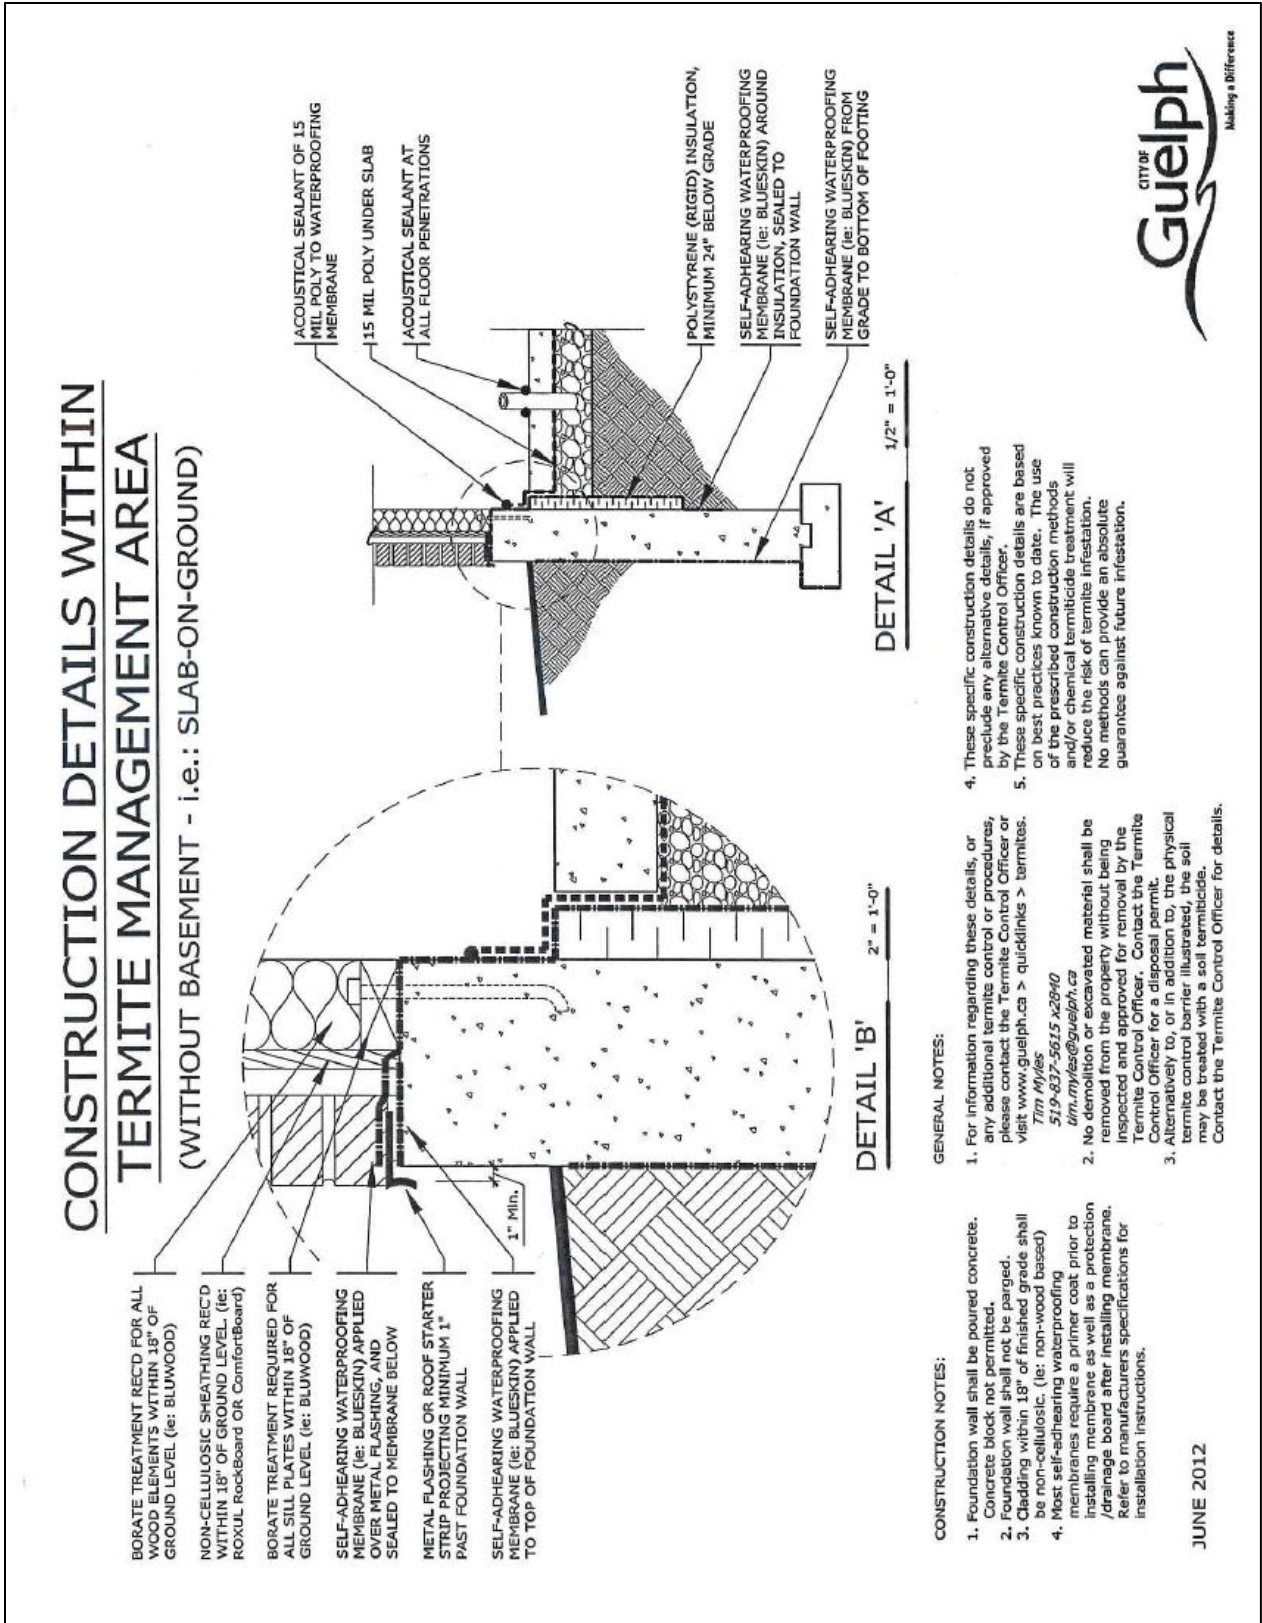 CONSTRUCTION DETAILS WITHIN
TERMITE MANAGEMENT AREA
(WITHOUT BASEMENT - i.e.: SLAB-ON-GROUND)
BORATE TREATMENT REC'D FOR ALL
WOOD ELEMENTS WITHIN 18" OF
GROUND LEVEL (ie: BLUWOOD)
NON-CELLULOSIC SHEATHING REC'D
WITHIN 18" OF GROUND LEVEL (ie:
ROXUL RockBoard OR ComfortBoard)
BORATE TREATMENT REQUIRED FOR
ALL SILL PLATES WITHIN 18" OF
GROUND LEVEL (ie: BLUWOOD)
SELF-ADHEARING WATERPROOFING
MEMBRANE (ie: BLUESKIN) APPLIED
OVER METAL FLASHING, AND
SEALED TO MEMBRANE BELOW
METAL FLASHING OR ROOF STARTER
STRIP PROJECTING MINIMUM 1"
PAST FOUNDATION WALL
SELF-ADHEARING WATERPROOFING
MEMBRANE (ie: BLUESKIN) APPLIED
TO TOP OF FOUNDATION WALL
1" Min.
DETAIL 'B'
2" = 1'-0"
ACOUSTICAL SEALANT OF 15
MIL POLY TO WATERPROOFING
MEMBRANE
15 MIL POLY UNDER SLAB
ACOUSTICAL SEALANT AT
ALL FLOOR PENETRATIONS
POLYSTYRENE (RIGID) INSULATION,
MINIMUM 24" BELOW GRADE
SELF-ADHEARING WATERPROOFING
MEMBRANE (ie: BLUESKIN) AROUND
INSULATION, SEALED TO
FOUNDATION WALL
SELF-ADHEARING WATERPROOFING
MEMBRANE (ie: BLUESKIN) FROM
GRADE TO BOTTOM OF FOOTING
DETAIL 'A'
1/2" = 1'-0"
CONSTRUCTION NOTES:
1. Foundation wall shall be poured concrete.
Concrete block not permitted.
2. Foundation wall shall not be parged.
3. Cladding within 18" of finished grade shall
be non-cellulosic. (ie: non-wood based)
4. Most self-adhearing waterproofing
membranes require a primer coat prior to
installing membrane as well as a protection
/drainage board after installing membrane.
Refer to manufacturers specifications for
installation instructions.
GENERAL NOTES:
1. For information regarding these details, or
any additional termite control or procedures,
please contact the Termite Control Officer or
visit www.guelph.ca > quicklinks > termites.
Tim Myles
519-837-5615 x2840
tim.myles@guelph.ca
2. No demolition or excavated material shall be
removed from the property without being
inspected and approved for removal by the
Termite Control Officer. Contact the Termite
Control Officer for a disposal permit.
3. Alternatively to, or in addition to, the physical
termite control barrier illustrated, the soil
may be treated with a soil termiticide.
Contact the Termite Control Officer for details.
4. These specific construction details do not
preclude any alternative details, if approved
by the Termite Control Officer.
5. These specific construction details are based
on best practices known to date. The use
of the prescribed construction methods
and/or chemical termiticide treatment will
reduce the risk of termite infestation.
No methods can provide an absolute
guarantee against future infestation.
JUNE 2012
CITY OF
Guelph
Making a Difference